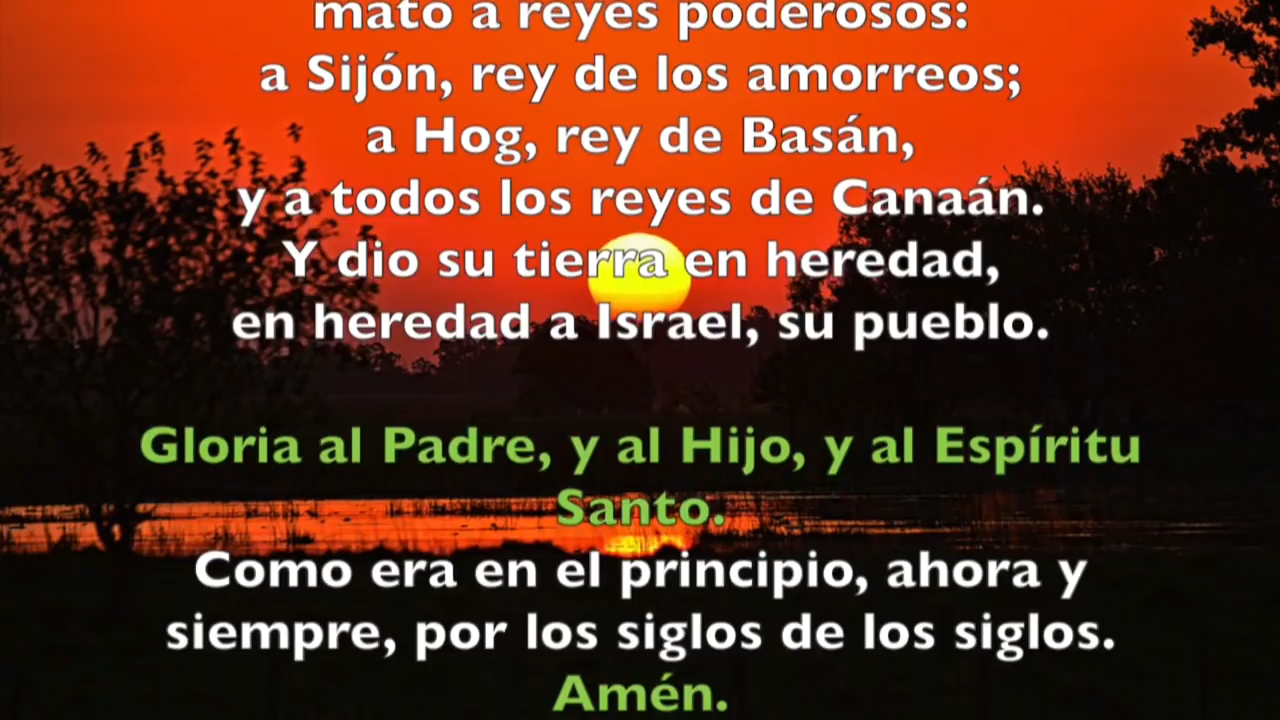 mató a reyes poderosos:
a Sijón, rey de los amorreos;
a Hog, rey de Basán,
y a todos los reyes de Canaán.
Y dio su tierra en heredad,
en heredad a Israel, su pueblo.
Gloria al Padre, y al Hijo, y al Espíritu
Santo.
Como era en el principio, ahora y
siempre, por los siglos de los siglos.
Amén.